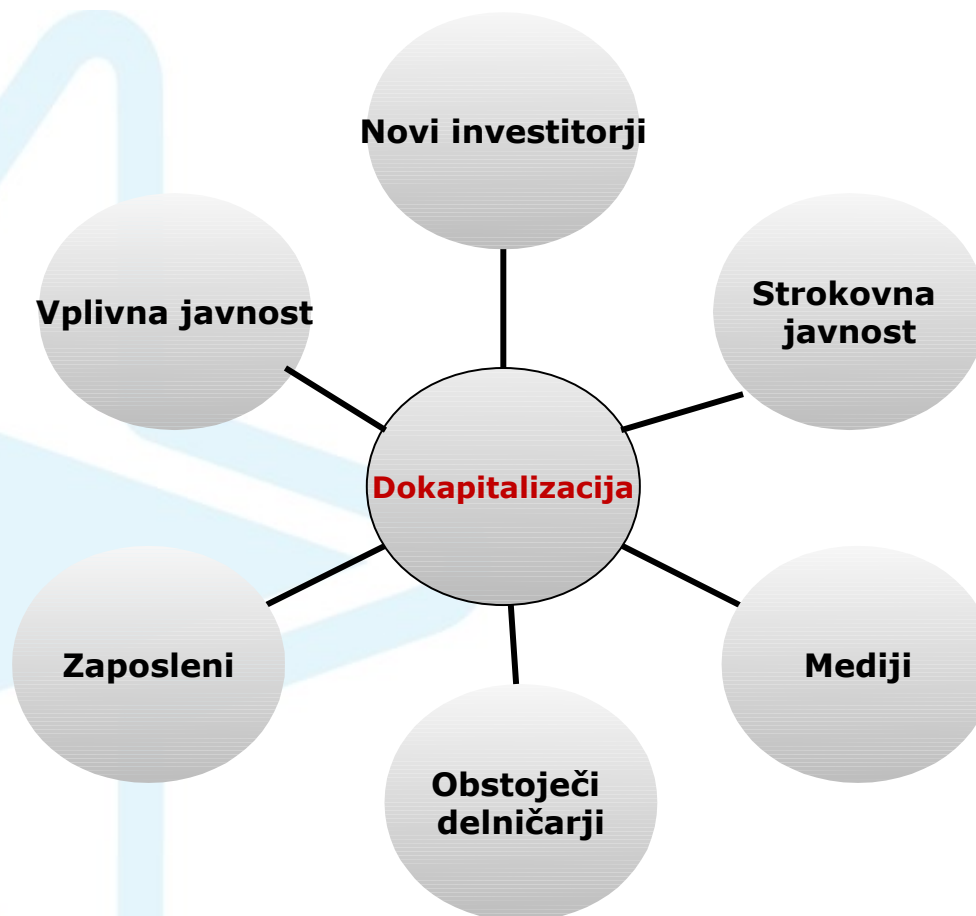 Novi investitorji
Vplivna javnost
Strokovna
javnost
Dokapitalizacija
Zaposleni
Mediji
Obstoječi
delničarji